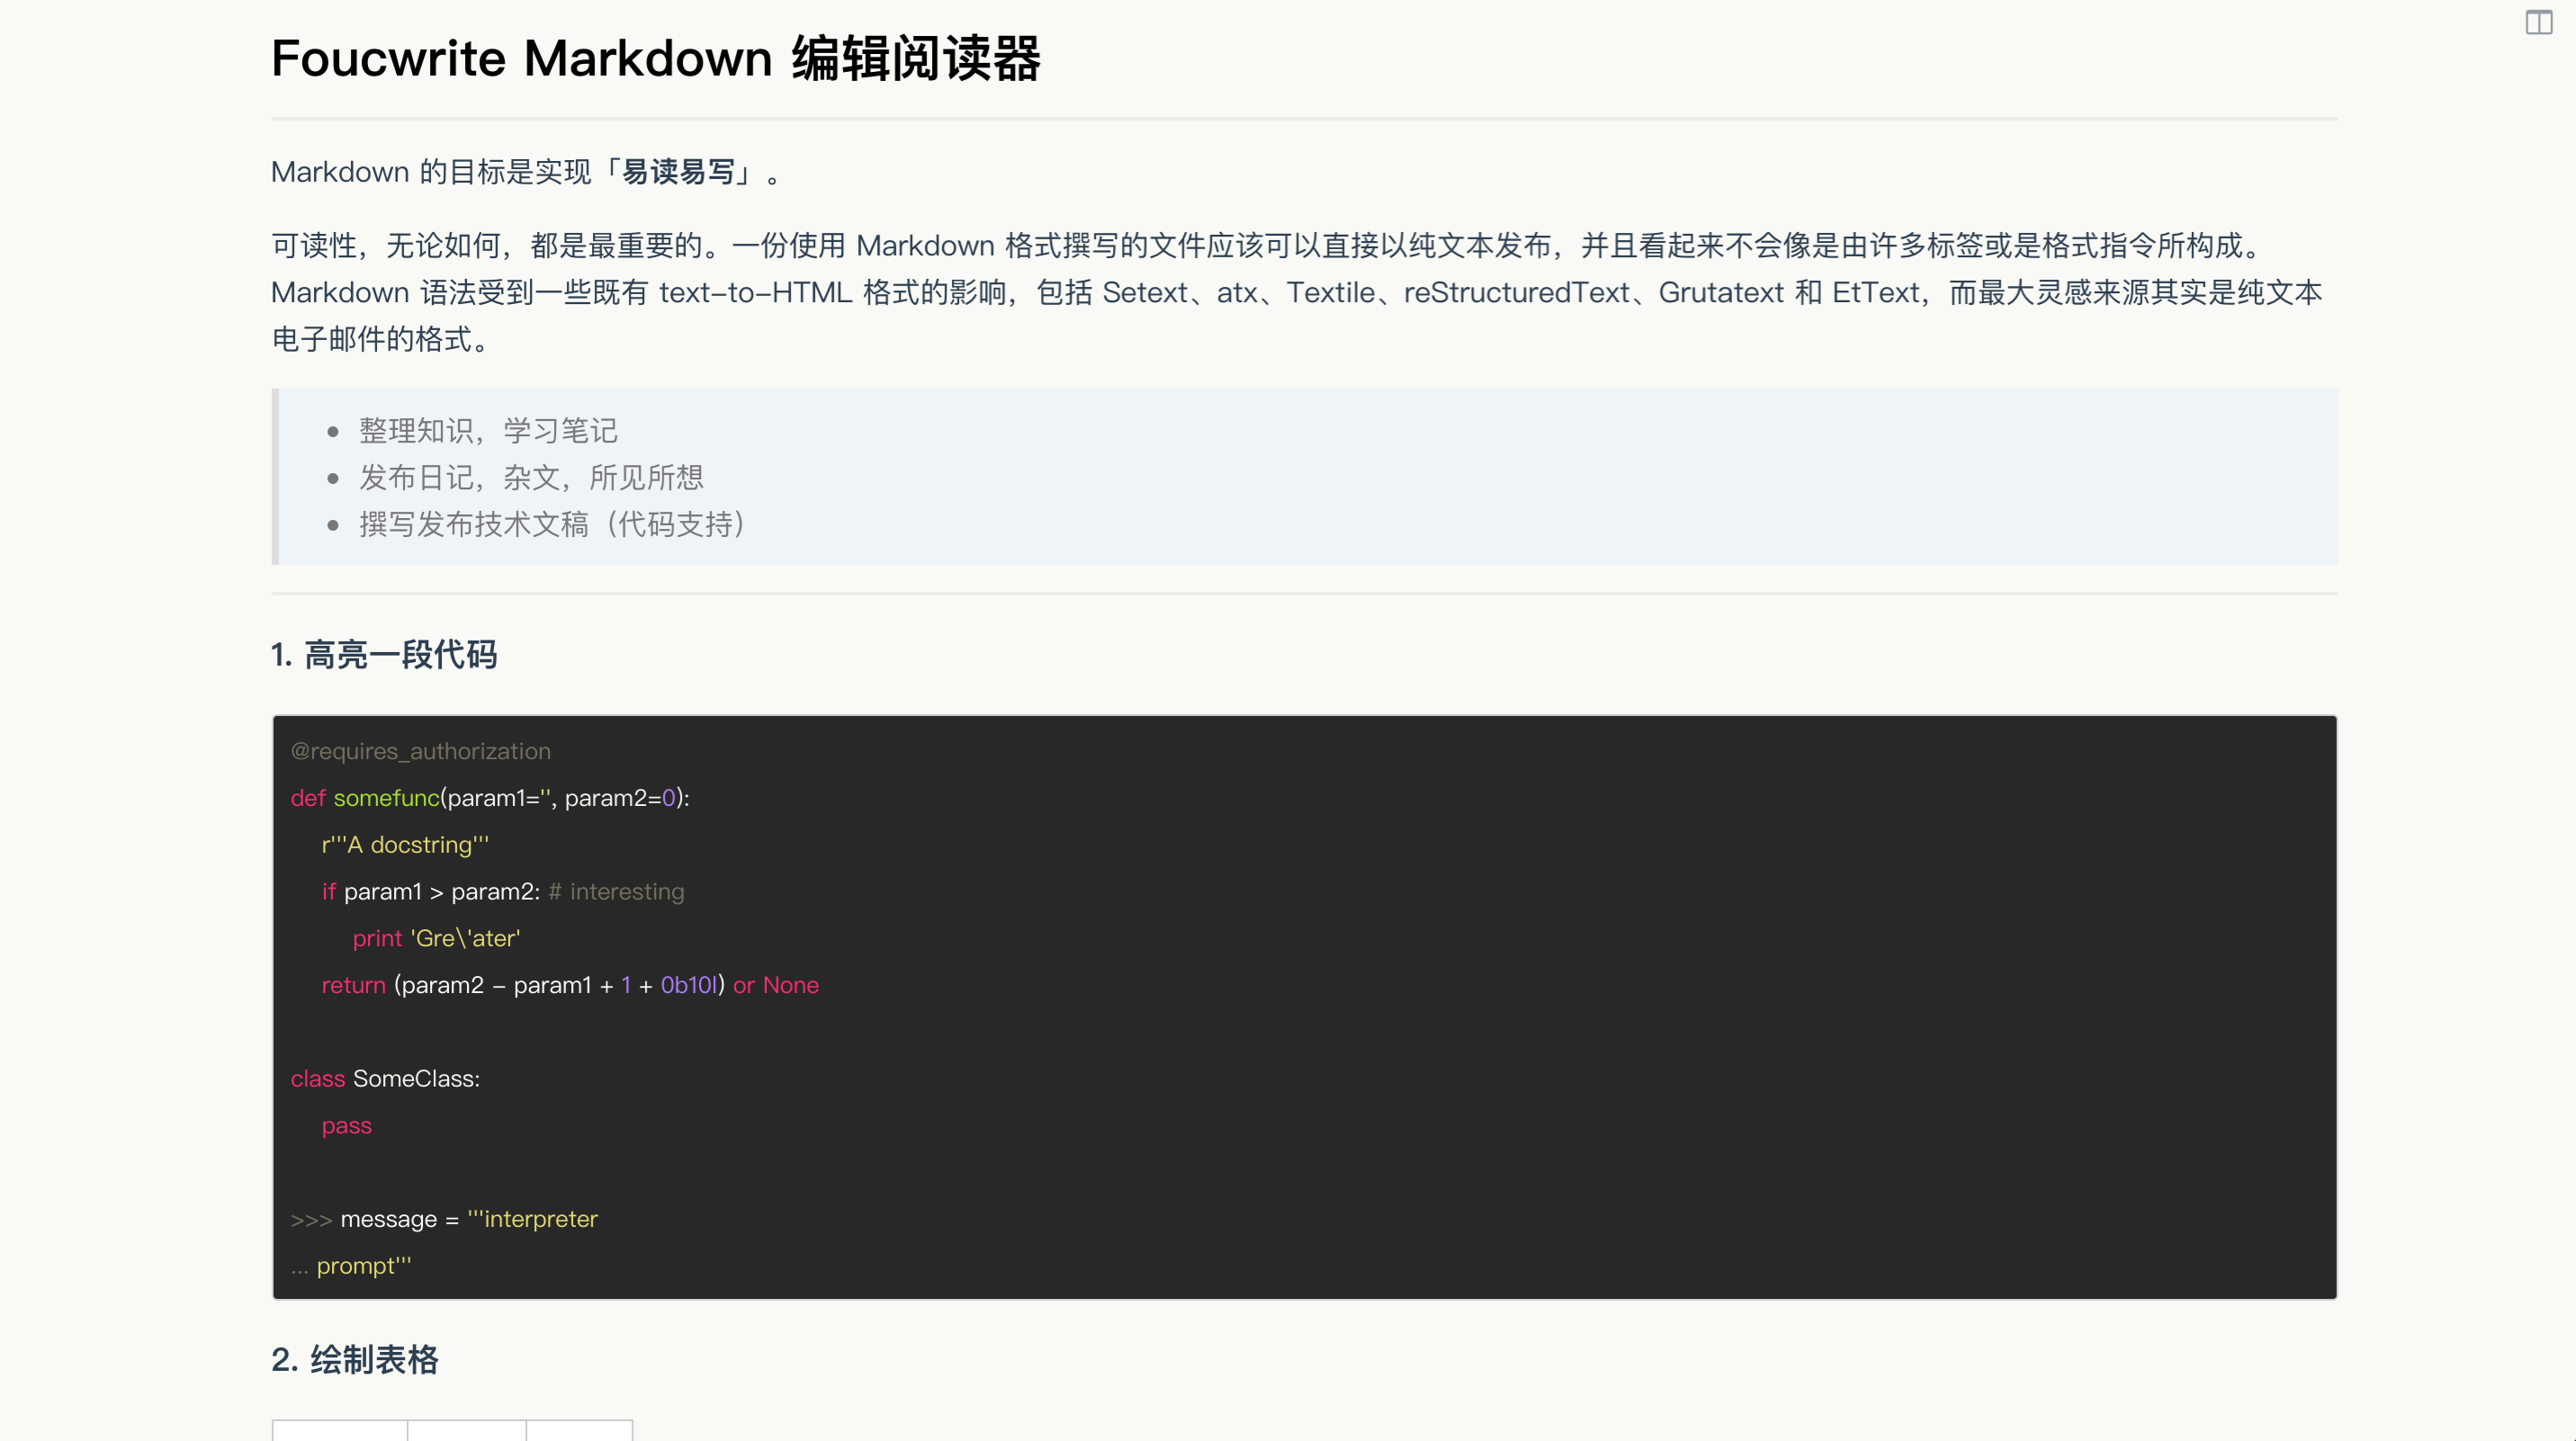 Foucwrite Markdown 编辑阅读器
Markdown 的目标是实现「易读易写」。
可读性，无论如何，都是最重要的。一份使用 Markdown 格式撰写的文件应该可以直接以纯文本发布，并且看起来不会像是由许多标签或是格式指令所构成。
Markdown 语法受到一些既有 text-to-HTML 格式的影响，包括 Setext、atx、Textile、reStructuredText、Grutatext 和 EtText，而最大灵感来源其实是纯文本
电子邮件的格式。
整理知识，学习笔记
发布日记，杂文，所见所想
撰写发布技术文稿（代码支持）
1. 高亮一段代码
@requires_authorization
def somefunc(param1='', param2=0):
r'''A docstring'''
if param1 > param2: # interesting
print 'Gre\'ater'
return (param2 - param1 + 1 + 0b10l) or None
class SomeClass:
pass
>>> message = '''interpreter
... prompt'''
2. 绘制表格